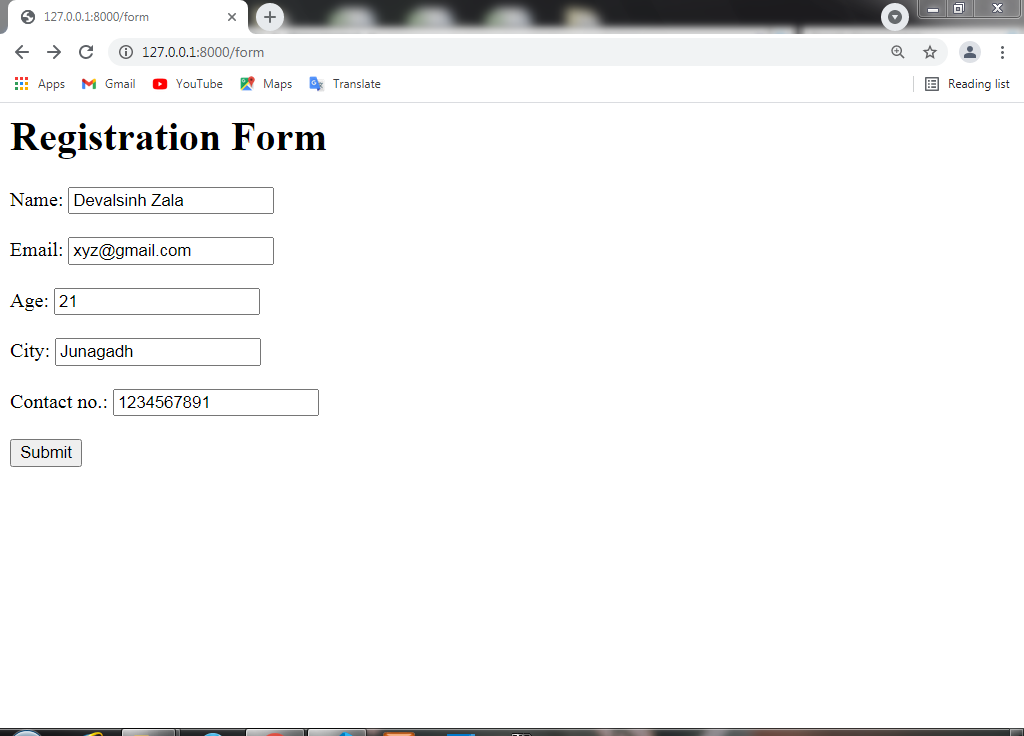 127.0.0.1:8000/form
127.0.0.1:8000/form
Apps Gmail YouTube Maps Translate Reading list
Registration Form
Name: Devalsinh Zala
Email: xyz@gmail.com
Age: 21
City: Junagadh
Contact no.: 1234567891
Submit